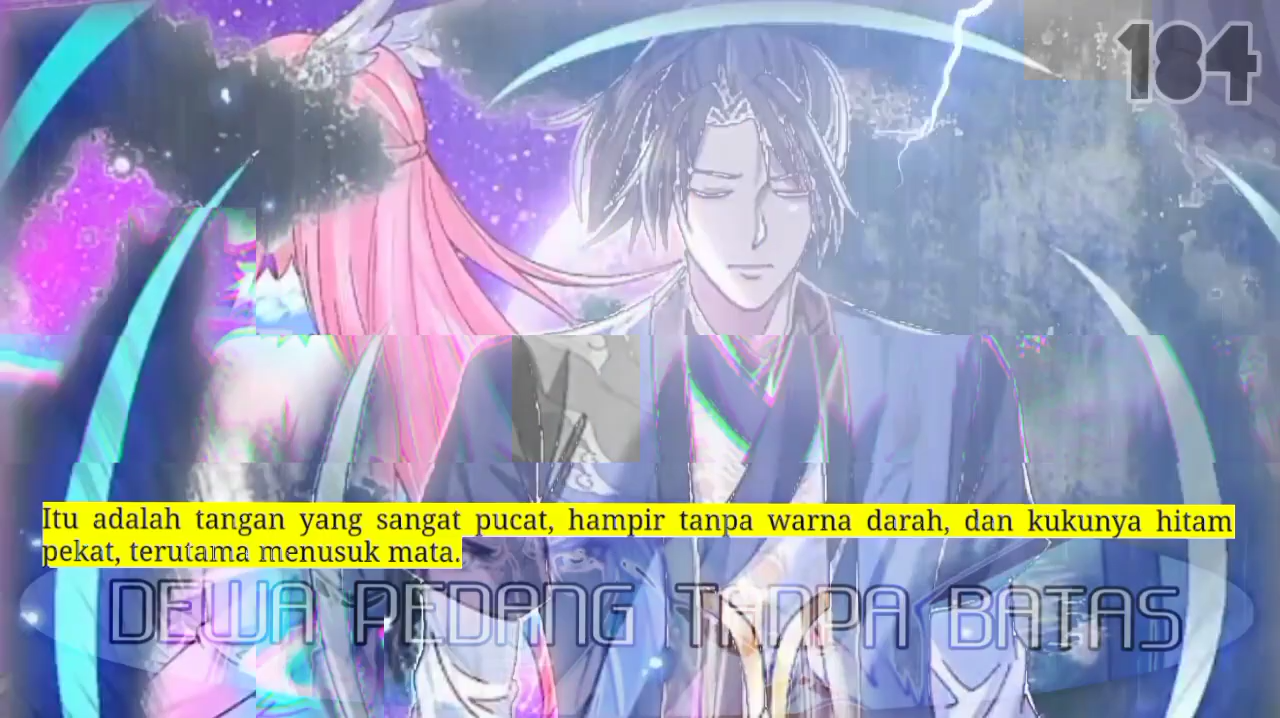 184
Itu adalah tangan yang sangat pucat, hampir tanpa warna darah, dan kukunya hitam
pekat, terutama menusuk mata.
DEWA PEDANG TANPA BATAS